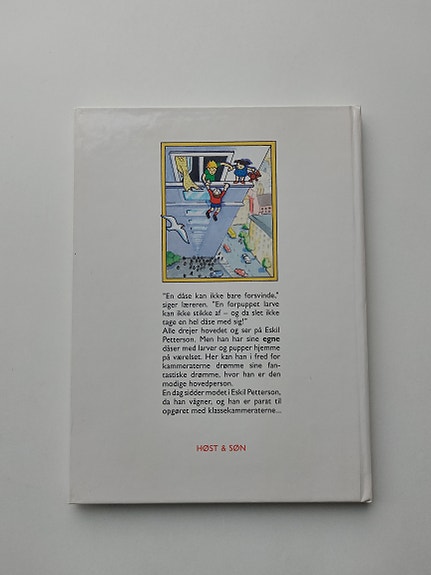 "En dåse kan ikke bare forsvinde,"
siger læreren. "En forpuppet larve
kan ikke stikke af – og da slet ikke
tage en hel dåse med sig!"
Alle drejer hovedet og ser på Eskil
Petterson. Men han har sine egne
dåser med larver og pupper hjemme
på værelset. Her kan han i fred for
kammeraterne drømme sine fan-
tastiske drømme, hvor han er den
modige hovedperson.
En dag sidder modet i Eskil Petterson,
da han vågner, og han er parat til
opgøret med klassekammeraterne...
HØST & SØN